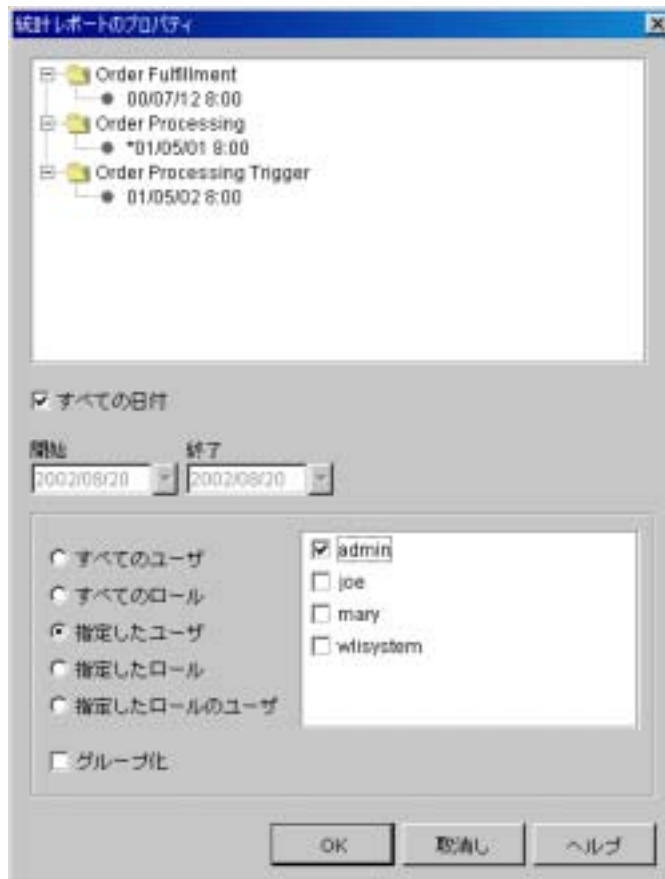 統計レポートのプロパティ
Order Fulfillment
00/07/12 8:00
Order Processing
*01/05/01 8:00
Order Processing Trigger
01/05/02 8:00
すべての日付
開始 終了
2002/08/20 2002/08/20
すべてのユーザ
すべてのロール
指定したユーザ
指定したロール
指定したロールのユーザ
admin
joe
mary
wlisystem
グループ化
OK 取消し ヘルプ